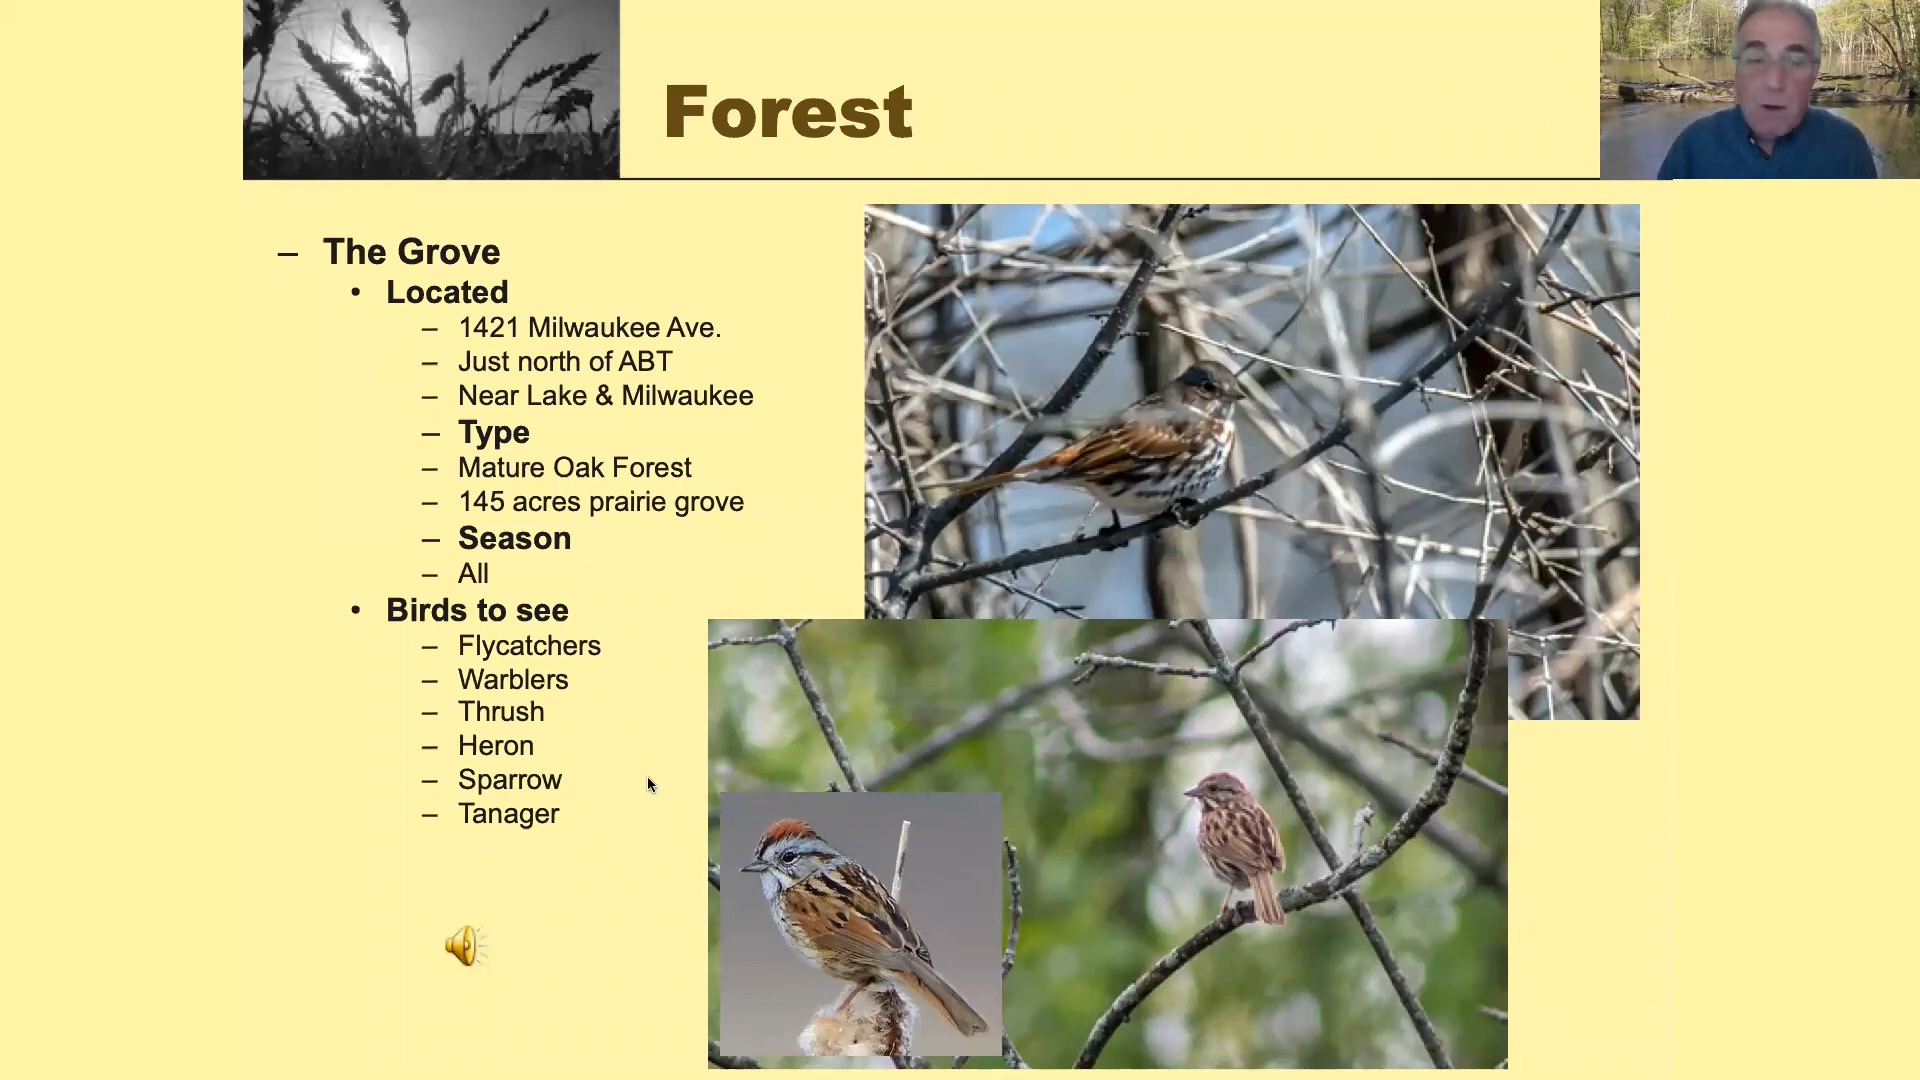 Forest
– The Grove
• Located
– 1421 Milwaukee Ave.
– Just north of ABT
– Near Lake & Milwaukee
– Type
– Mature Oak Forest
– 145 acres prairie grove
– Season
– All
• Birds to see
– Flycatchers
– Warblers
– Thrush
– Heron
– Sparrow
– Tanager